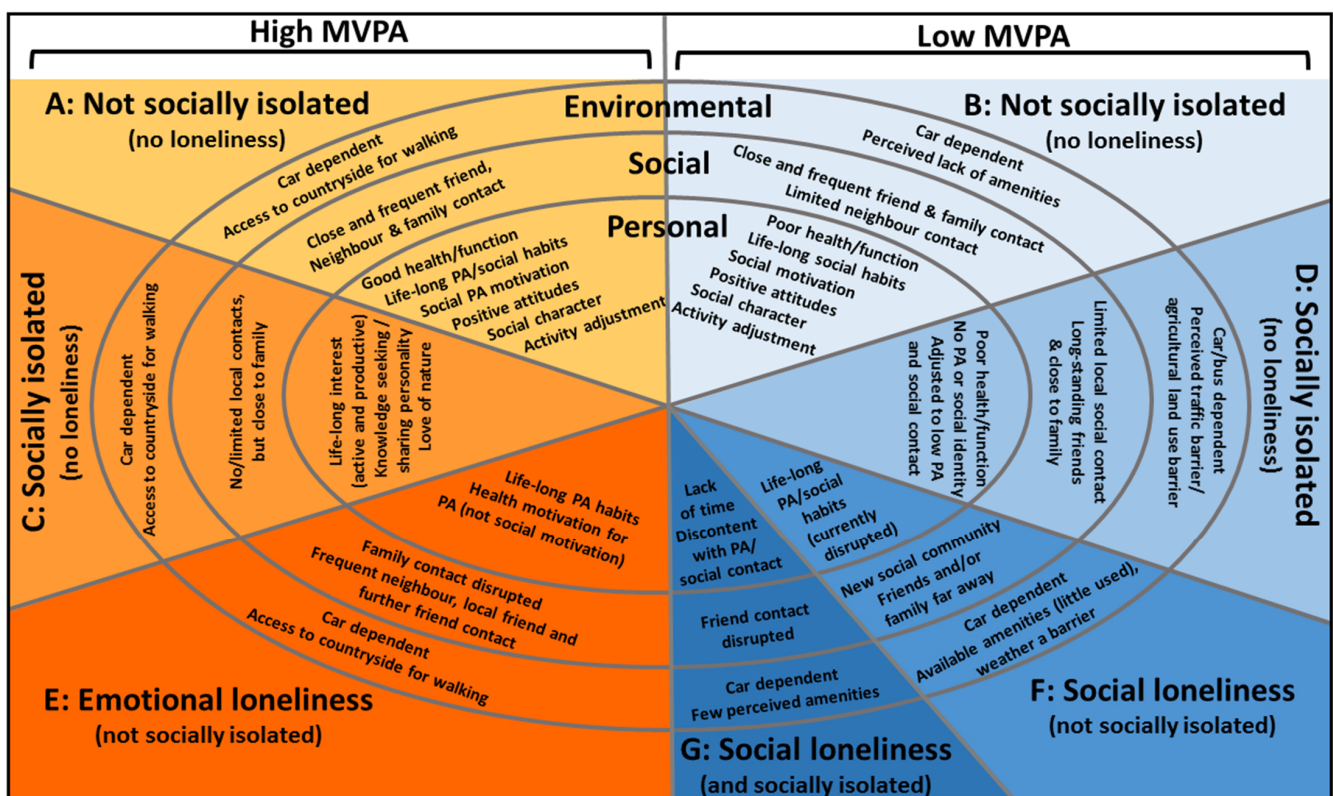 High MVPA
Low MVPA
A: Not socially isolated
(no loneliness)
Environmental
Social
Personal
B: Not socially isolated
(no loneliness)
Car dependent
Access to countryside for walking
Close and frequent friend,
Neighbour & family contact
Good health/function
Life-long PA/social habits
Social PA motivation
Positive attitudes
Social character
Activity adjustment
Car dependent
Perceived lack of amenities
Close and frequent friend & family contact
Limited neighbour contact
Poor health/function
Life-long social habits
Social motivation
Positive attitudes
Social character
Activity adjustment
C: Socially isolated
(no loneliness)
Car dependent
Access to countryside for walking
No/limited local contacts,
but close to family
Life-long interest
(active and productive)
Knowledge seeking /
sharing personality
Love of nature
Poor health/function
No PA or social identity
Adjusted to low PA
and social contact
Limited local social contact
Long-standing friends
& close to family
Car/bus dependent
Perceived traffic barrier/
agricultural land use barrier
D: Socially isolated
(no loneliness)
Life-long PA habits
Health motivation for
PA (not social motivation)
Family contact disrupted
Frequent neighbour, local friend and
further friend contact
Car dependent
Access to countryside for walking
E: Emotional loneliness
(not socially isolated)
Lack
of time
Discontent
with PA/
social contact
Friend contact
disrupted
Car dependent
Few perceived amenities
G: Social loneliness
(and socially isolated)
Life-long
PA/social
habits
(currently
disrupted)
New social community
Friends and/or
family far away
Car dependent
Available amenities (little used),
weather a barrier
F: Social loneliness
(not socially isolated)